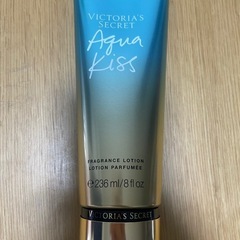 VICTORIA'S
SECRET
Aqua
Kiss
FRAGRANCE LOTION
LOTION PARFUMÉE
℮236 ml/8 fl oz
VICTORIA'S SECRET